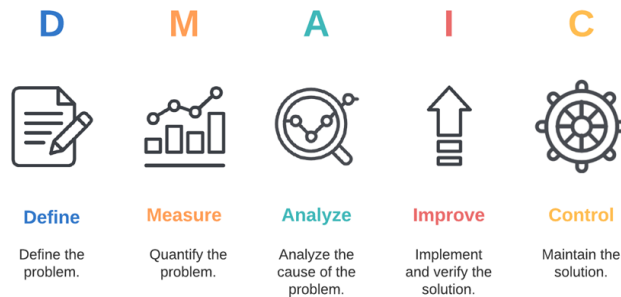 D M A I C
Define Measure Analyze Improve Control
Define the
problem.
Quantify the
problem.
Analyze the
cause of the
problem.
Implement
and verify the
solution.
Maintain the
solution.